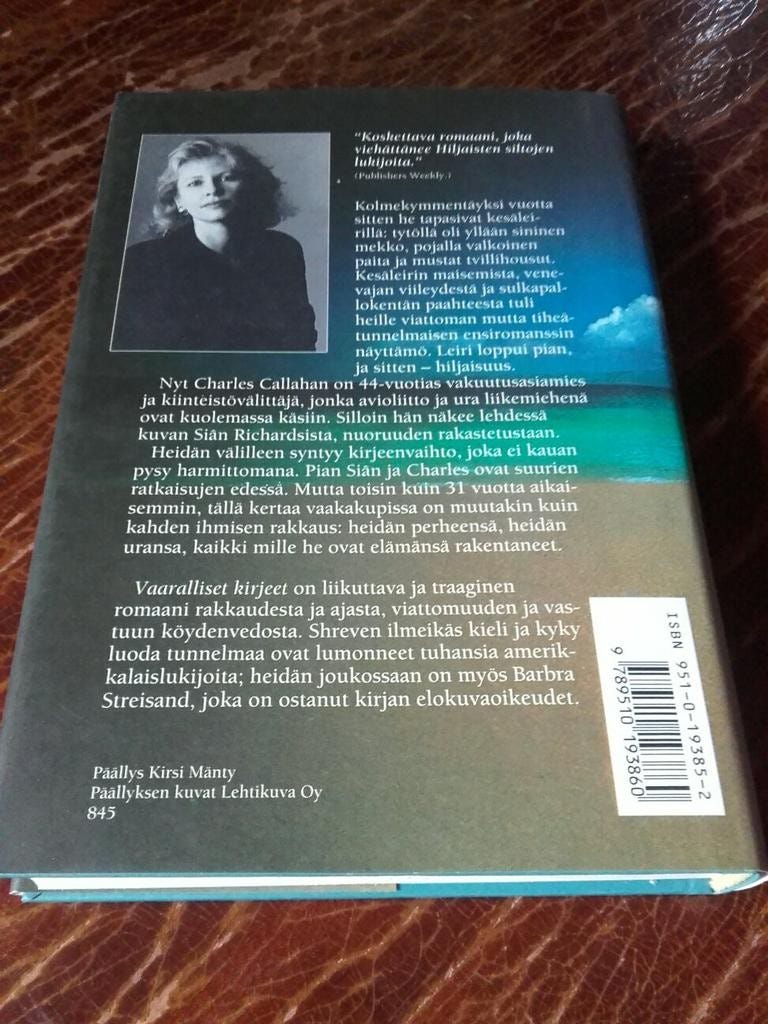 "Koskettava romaani, joka
viehättänee Hiljaisten siltojen
lukijoita."
(Publishers Weekly.)
Kolmekymmentäyksi vuotta
sitten he tapasivat kesälei-
rillä: tytöllä oli yllään sininen
mekko, pojalla valkoinen
paita ja mustat tvillihousut.
Kesäleirin maisemista, vene-
vajan viileydestä ja sulkapal-
lokentän paahteesta tuli
heille viattoman mutta tiheä-
tunnelmaisen ensiromanssin
näyttämö. Leiri loppui pian,
ja sitten – hiljaisuus.
Nyt Charles Callahan on 44-vuotias vakuutusasiamies
ja kiinteistövälittäjä, jonka avioliitto ja ura liikemiehenä
ovat kuolemassa käsiin. Silloin hän näkee lehdessä
kuvan Siân Richardsista, nuoruuden rakastetustaan.
Heidän välilleen syntyy kirjeenvaihto, joka ei kauan
pysy harmittomana. Pian Siân ja Charles ovat suurien
ratkaisujen edessä. Mutta toisin kuin 31 vuotta aikai-
semmin, tällä kertaa vaakakupissa on muutakin kuin
kahden ihmisen rakkaus: heidän perheensä, heidän
uransa, kaikki mille he ovat elämänsä rakentaneet.
Vaaralliset kirjeet on liikuttava ja traaginen
romaani rakkaudesta ja ajasta, viattomuuden ja vas-
tuun köydenvedosta. Shreven ilmeikäs kieli ja kyky
luoda tunnelmaa ovat lumonneet tuhansia amerik-
kalaislukijoita; heidän joukossaan on myös Barbra
Streisand, joka on ostanut kirjan elokuvaoikeudet.
ISBN 951-0-19385-2
9 789510 193860
Päällys Kirsi Mänty
Päällyksen kuvat Lehtikuva Oy
845